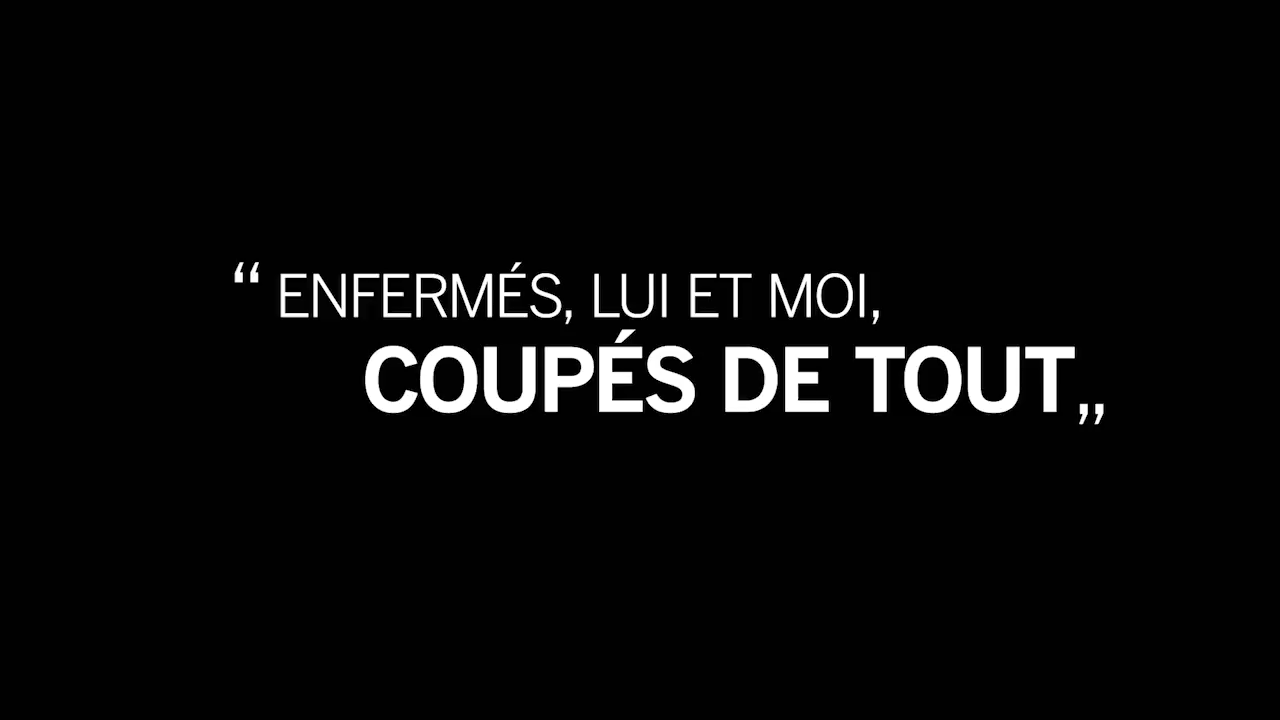 “ ENFERMÉS, LUI ET MOI,
COUPÉS DE TOUT „